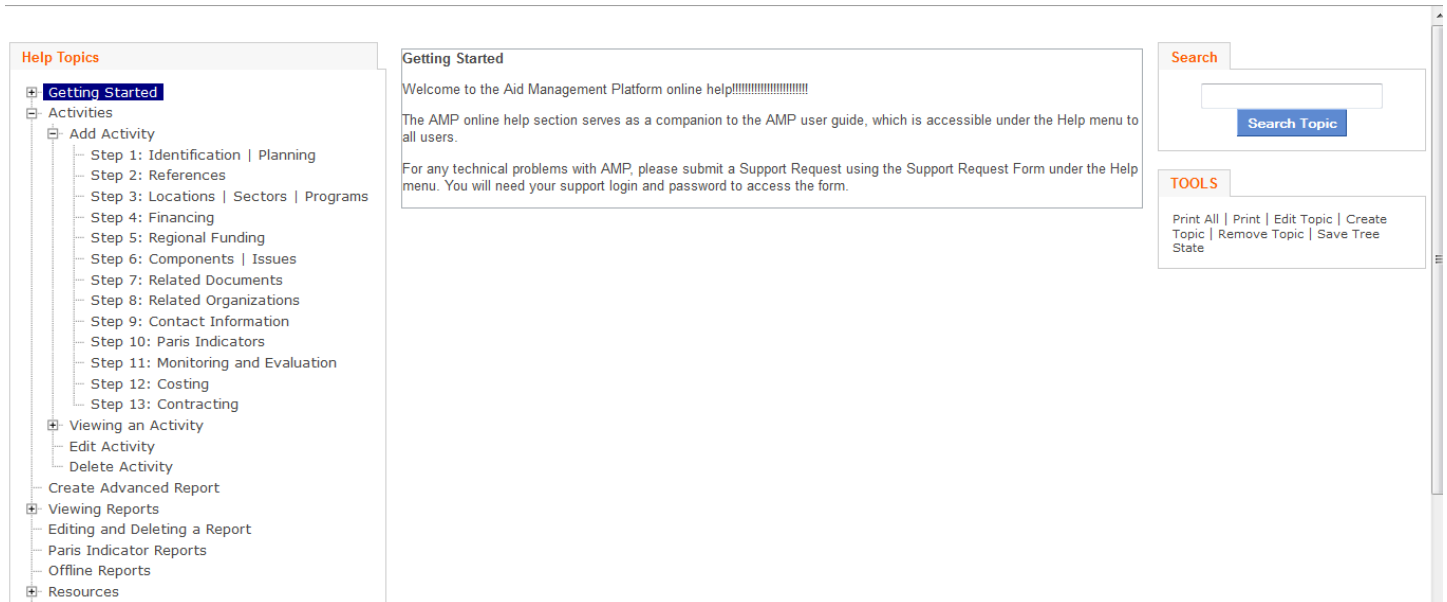 Help Topics
Getting Started
Activities
Add Activity
Step 1: Identification | Planning
Step 2: References
Step 3: Locations | Sectors | Programs
Step 4: Financing
Step 5: Regional Funding
Step 6: Components | Issues
Step 7: Related Documents
Step 8: Related Organizations
Step 9: Contact Information
Step 10: Paris Indicators
Step 11: Monitoring and Evaluation
Step 12: Costing
Step 13: Contracting
Viewing an Activity
Edit Activity
Delete Activity
Create Advanced Report
Viewing Reports
Editing and Deleting a Report
Paris Indicator Reports
Offline Reports
Resources
Getting Started
Welcome to the Aid Management Platform online help!!!!!!!!!!!!!!!!!!!!!!!!
The AMP online help section serves as a companion to the AMP user guide, which is accessible under the Help menu to
all users.
For any technical problems with AMP, please submit a Support Request using the Support Request Form under the Help
menu. You will need your support login and password to access the form.
Search
Search Topic
TOOLS
Print All | Print | Edit Topic | Create
Topic | Remove Topic | Save Tree
State